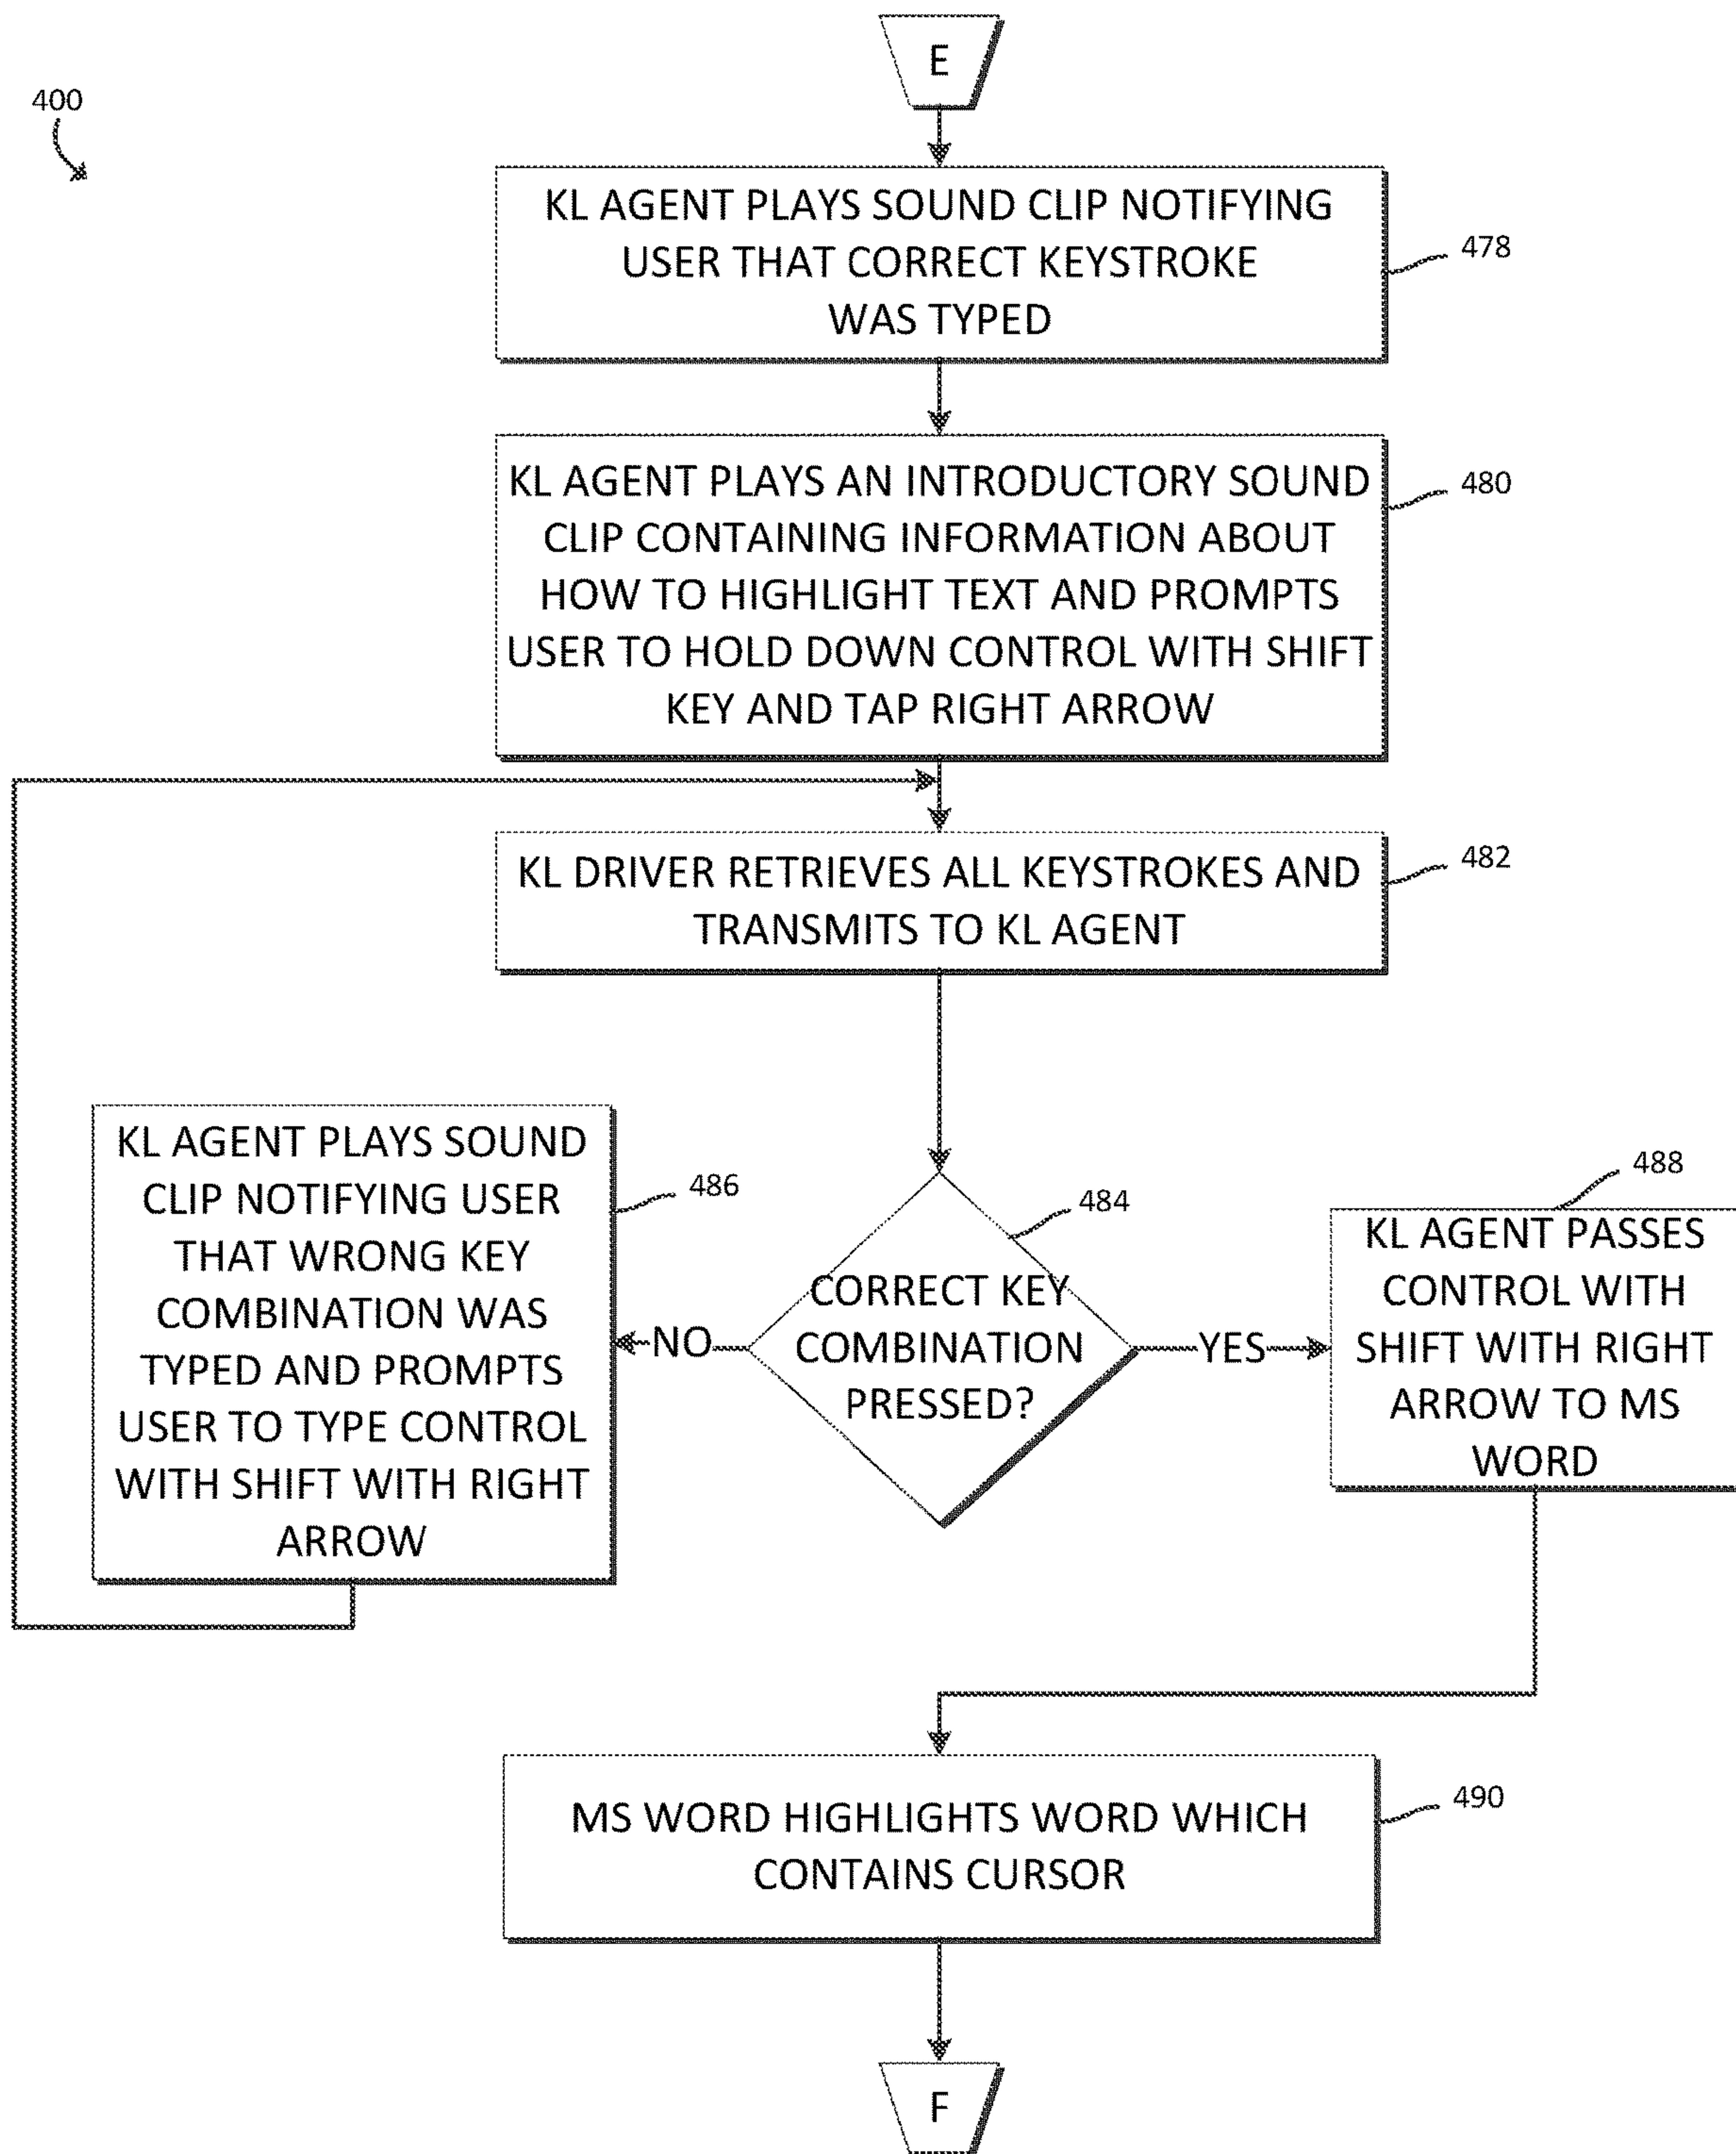 E
400
KL AGENT PLAYS SOUND CLIP NOTIFYING
USER THAT CORRECT KEYSTROKE
WAS TYPED
478
KL AGENT PLAYS AN INTRODUCTORY SOUND
CLIP CONTAINING INFORMATION ABOUT
HOW TO HIGHLIGHT TEXT AND PROMPTS
USER TO HOLD DOWN CONTROL WITH SHIFT
KEY AND TAP RIGHT ARROW
480
KL DRIVER RETRIEVES ALL KEYSTROKES AND
TRANSMITS TO KL AGENT
482
KL AGENT PLAYS SOUND
CLIP NOTIFYING USER
THAT WRONG KEY
COMBINATION WAS
TYPED AND PROMPTS
USER TO TYPE CONTROL
WITH SHIFT WITH RIGHT
ARROW
486
NO
CORRECT KEY
COMBINATION
PRESSED?
484
YES
488
KL AGENT PASSES
CONTROL WITH
SHIFT WITH RIGHT
ARROW TO MS
WORD
MS WORD HIGHLIGHTS WORD WHICH
CONTAINS CURSOR
490
F